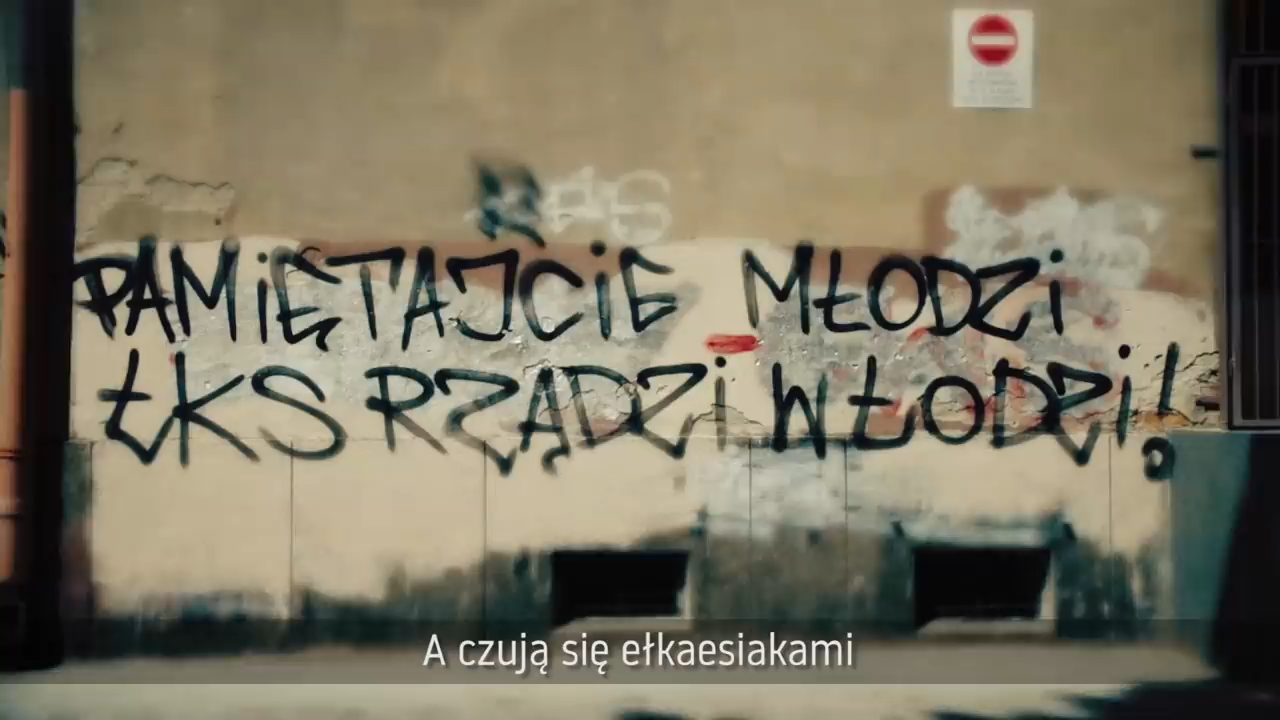 PAMiĘTAJCiE MŁODZi
ŁKS RZĄDZi W ŁODZi!
A czują się ełkaesiakami